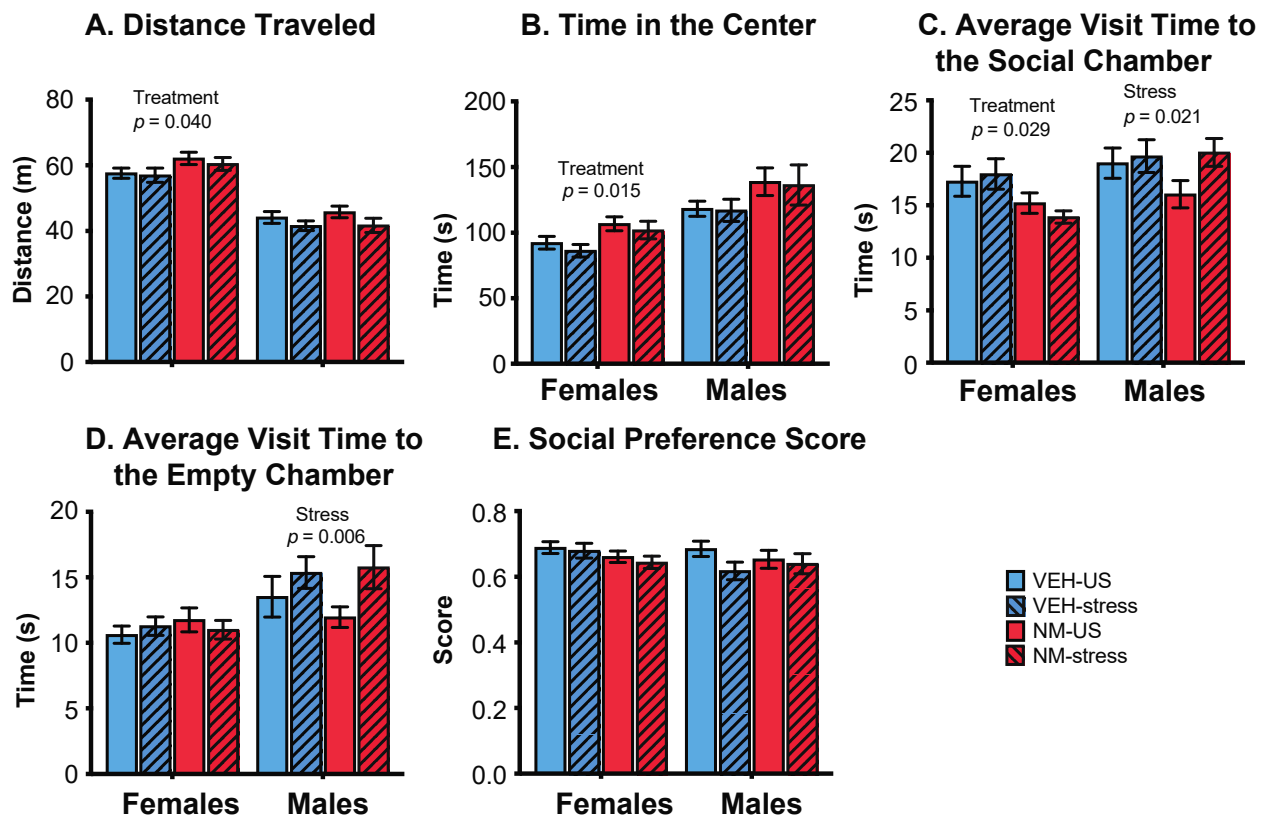 A. Distance Traveled
Distance (m)
80
60
40
20
0
Treatment
p = 0.040
B. Time in the Center
Time (s)
200
150
100
50
0
Treatment
p = 0.015
Females
Males
C. Average Visit Time to
the Social Chamber
Time (s)
25
20
15
10
5
0
Treatment
p = 0.029
Stress
p = 0.021
Females
Males
D. Average Visit Time to
the Empty Chamber
Time (s)
20
15
10
5
0
Stress
p = 0.006
Females
Males
E. Social Preference Score
Score
0.8
0.6
0.4
0.2
0.0
Females
Males
VEH-US
VEH-stress
NM-US
NM-stress